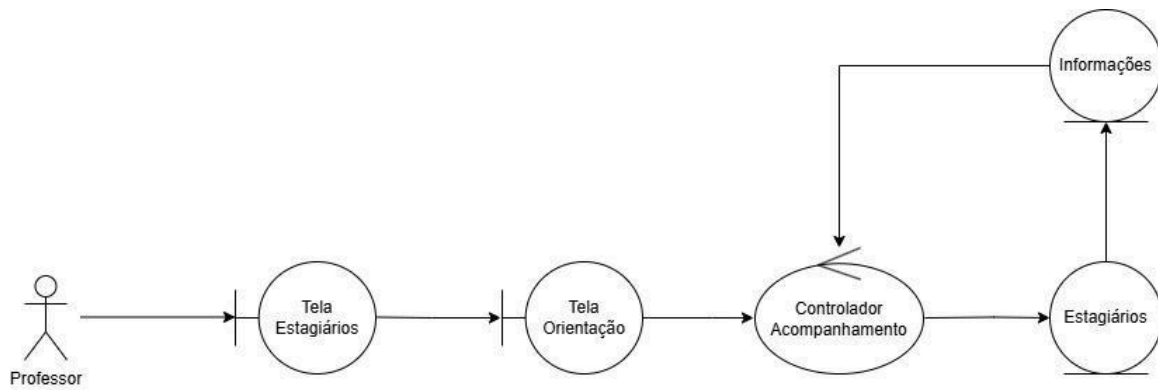 Informações
Tela
Estagiários
Tela
Orientação
Controlador
Acompanhamento
Estagiários
Professor